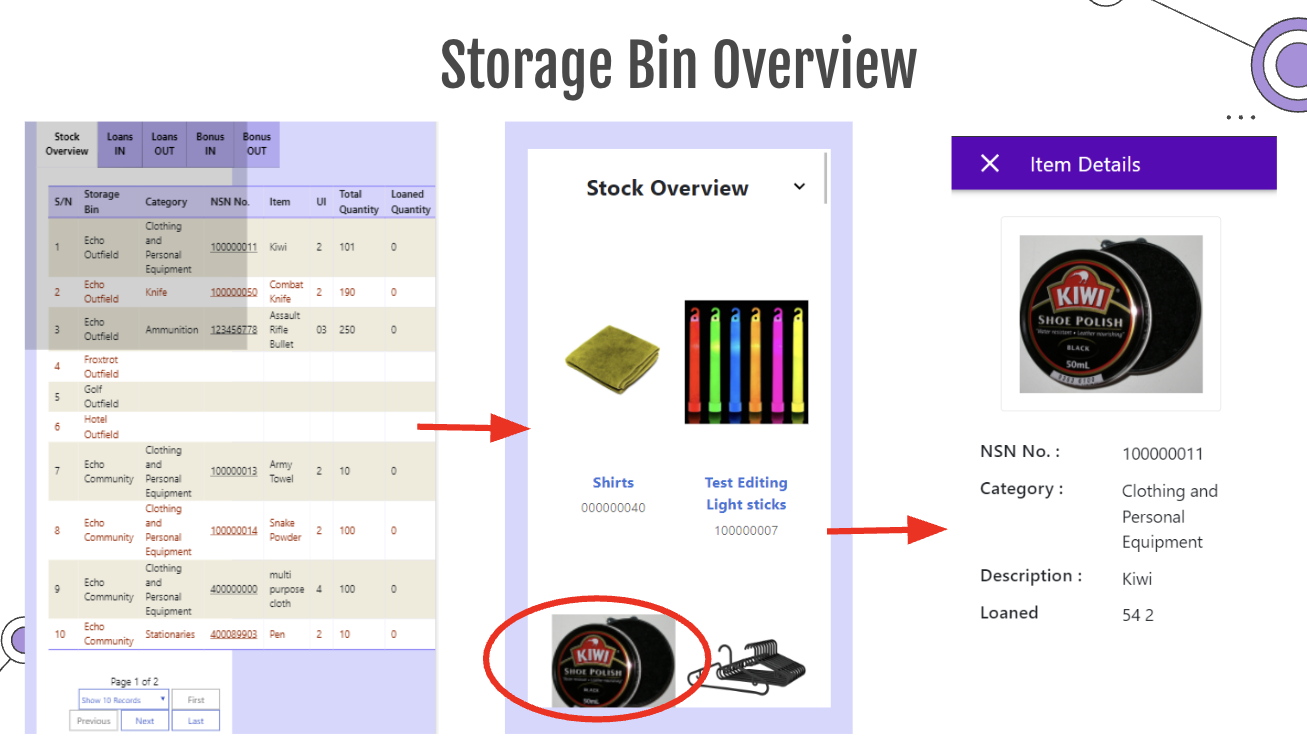 Storage Bin Overview
Stock Overview
Loans IN
Loans OUT
Bonus IN
Bonus OUT
S/N Storage Bin Category NSN No. Item UI Total Quantity Loaned Quantity
1 Echo Outfield Clothing and Personal Equipment 100000011 Kiwi 2 101 0
2 Echo Outfield Knife 100000050 Combat Knife 2 190 0
3 Echo Outfield Ammunition 123456778 Assault Rifle Bullet 03 250 0
4 Froxtrot Outfield
5 Golf Outfield
6 Hotel Outfield
7 Echo Community Clothing and Personal Equipment 100000013 Army Towel 2 10 0
8 Echo Community Clothing and Personal Equipment 100000014 Snake Powder 2 100 0
9 Echo Community Clothing and Personal Equipment 400000000 multi purpose cloth 4 100 0
10 Echo Community Stationaries 400089903 Pen 2 10 0
Page 1 of 2
Show 10 Records First
Previous Next Last
Stock Overview
Shirts
000000040
Test Editing
Light sticks
100000007
KIWI
SHOE POLISH
BLACK
50mL
Item Details
KIWI
SHOE POLISH
Water resistant • Leather nourishing
BLACK
50mL
NSN No. : 100000011
Category : Clothing and
Personal
Equipment
Description : Kiwi
Loaned 54 2